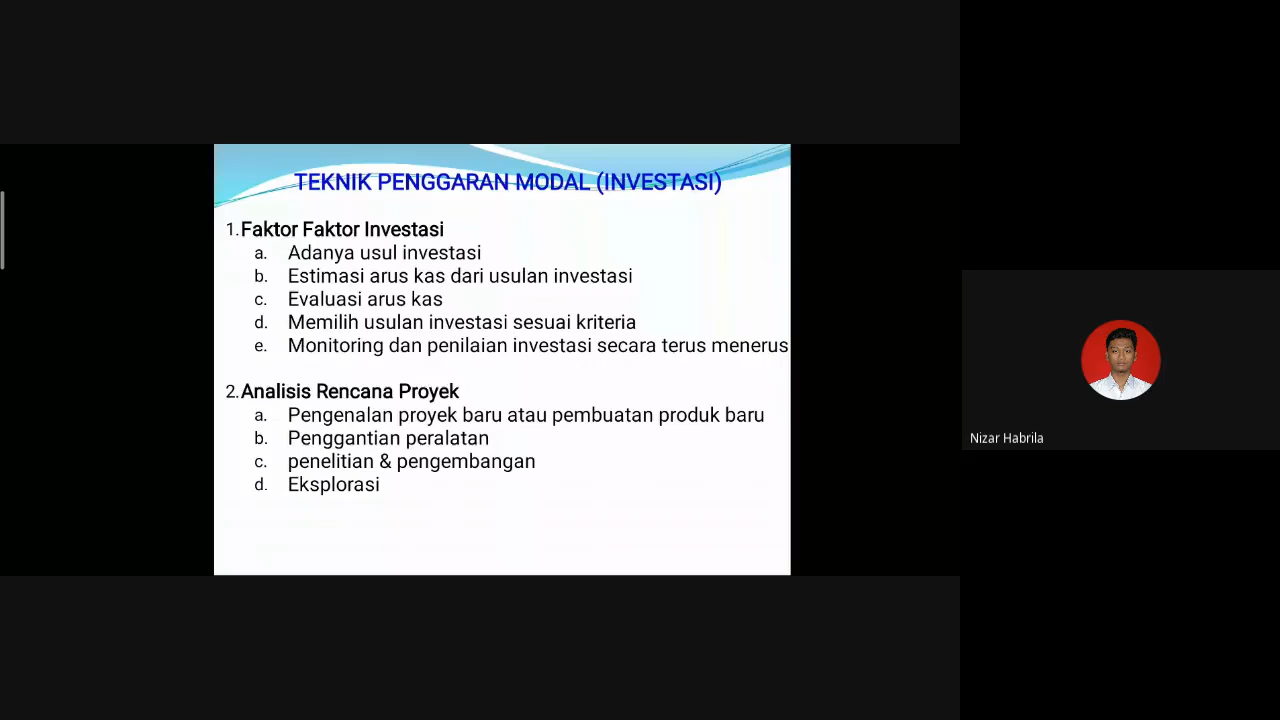 TEKNIK PENGGARAN MODAL (INVESTASI)
1. Faktor Faktor Investasi
a. Adanya usul investasi
b. Estimasi arus kas dari usulan investasi
c. Evaluasi arus kas
d. Memilih usulan investasi sesuai kriteria
e. Monitoring dan penilaian investasi secara terus menerus
2. Analisis Rencana Proyek
a. Pengenalan proyek baru atau pembuatan produk baru
b. Penggantian peralatan
c. penelitian & pengembangan
d. Eksplorasi
Nizar Habrila